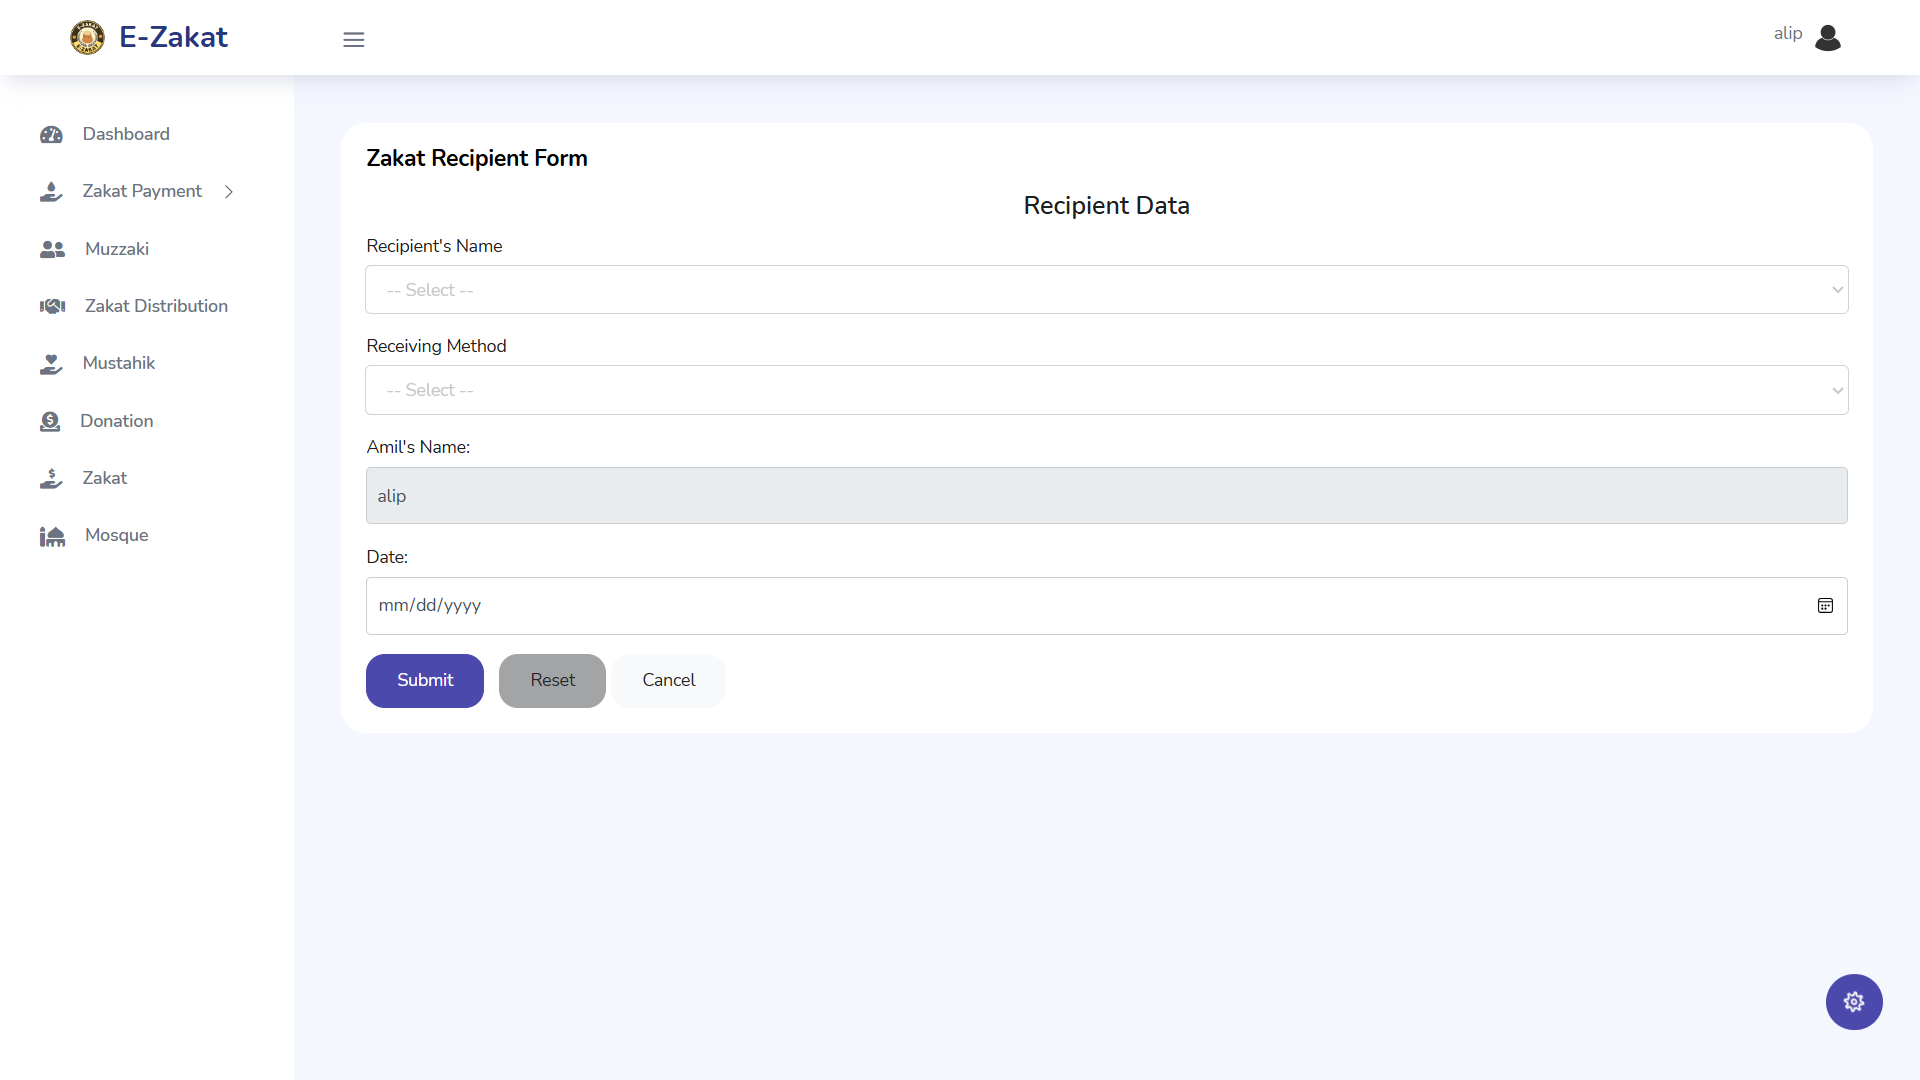 E-Zakat
alip
Dashboard
Zakat Payment
Muzzaki
Zakat Distribution
Mustahik
Donation
Zakat
Mosque
Zakat Recipient Form
Recipient Data
Recipient's Name
-- Select --
Receiving Method
-- Select --
Amil's Name:
alip
Date:
mm/dd/yyyy
Submit
Reset
Cancel